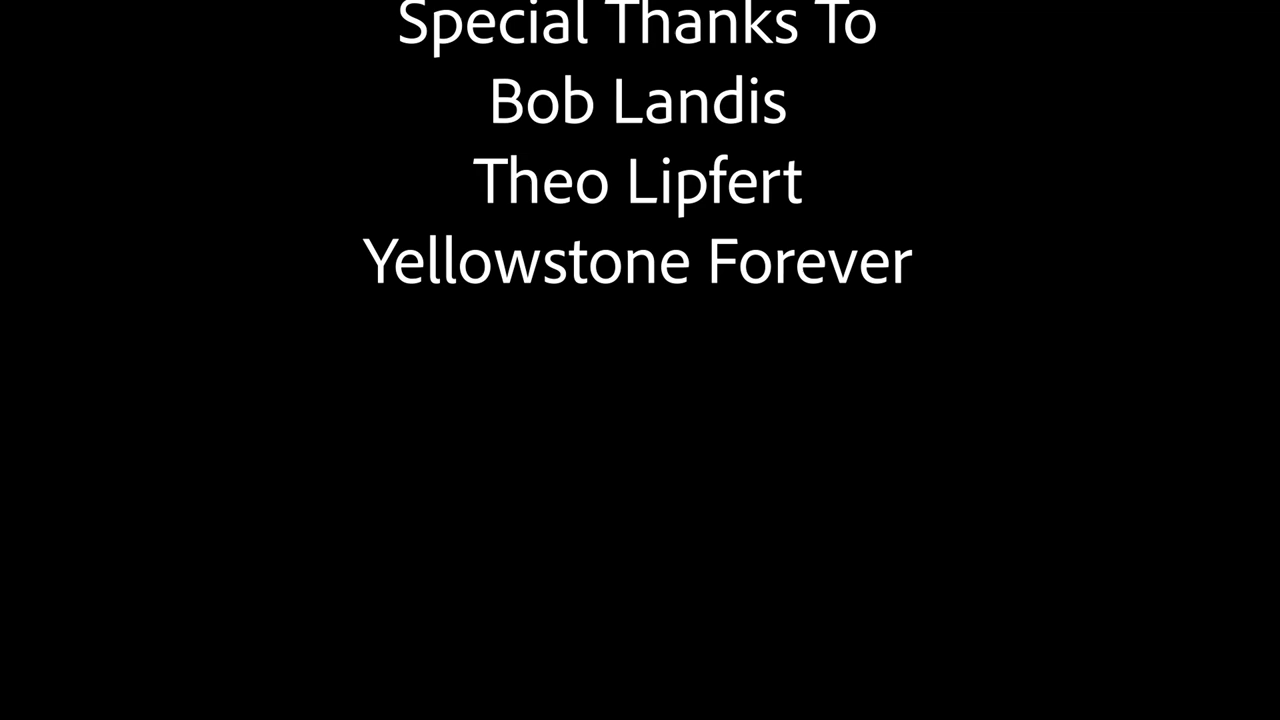 Special Thanks To
Bob Landis
Theo Lipfert
Yellowstone Forever